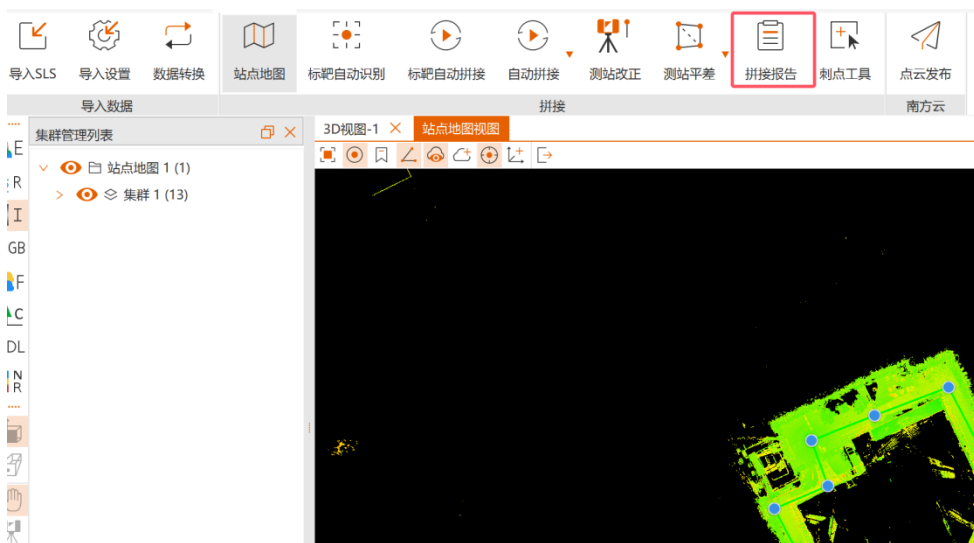 导入SLS 导入设置 数据转换 站点地图 标靶自动识别 标靶自动拼接 自动拼接 测站改正 测站平差 拼接报告 刺点工具 点云发布
导入数据 拼接 南方云
集群管理列表 3D视图-1 站点地图视图
E
站点地图 1 (1)
R
集群 1 (13)
I
GB
F
C
DL
N
R